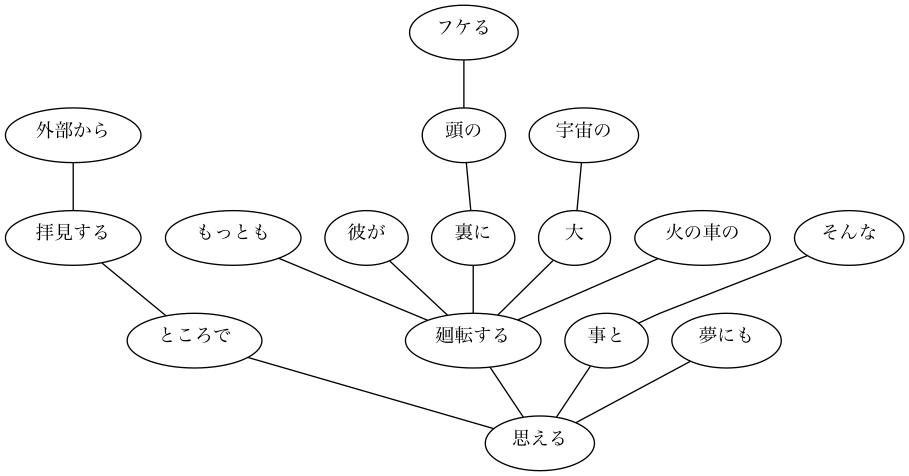 フケる
外部から
頭の
宇宙の
拝見する
もっとも
彼が
裏に
大
火の車の
そんな
ところで
廻転する
事と
夢にも
思える